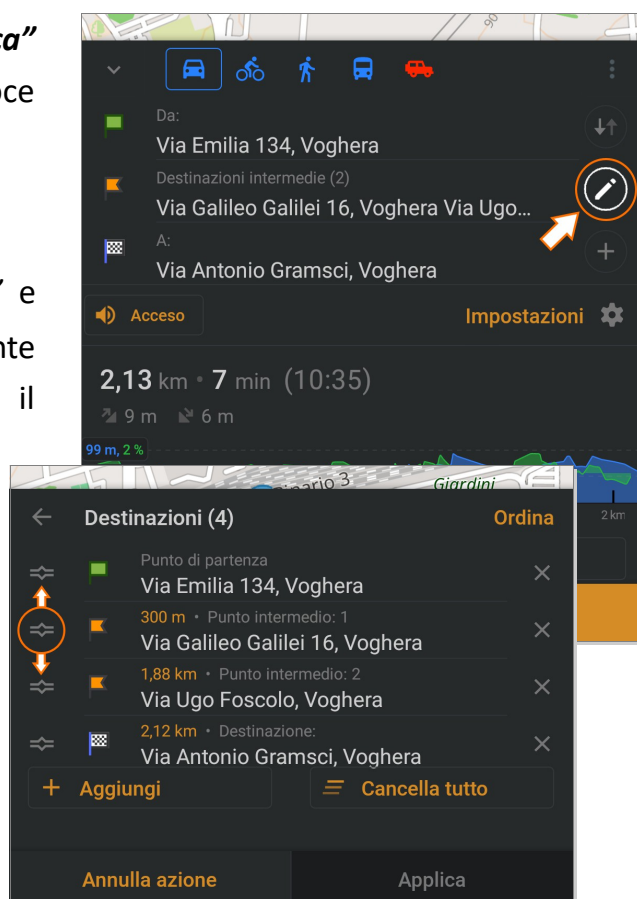 ca”
oce
90
Da:
Via Emilia 134, Voghera
Destinazioni intermedie (2)
Via Galileo Galilei 16, Voghera Via Ugo...
A:
Via Antonio Gramsci, Voghera
” e
Acceso
Impostazioni
nte
2,13 km • 7 min (10:35)
il
9 m 6 m
99 m, 2 %
Binario 3
Giardini
2 km
Destinazioni (4)
Ordina
Punto di partenza
Via Emilia 134, Voghera
300 m • Punto intermedio: 1
Via Galileo Galilei 16, Voghera
1,88 km • Punto intermedio: 2
Via Ugo Foscolo, Voghera
2,12 km • Destinazione:
Via Antonio Gramsci, Voghera
+ Aggiungi
Cancella tutto
Annulla azione
Applica